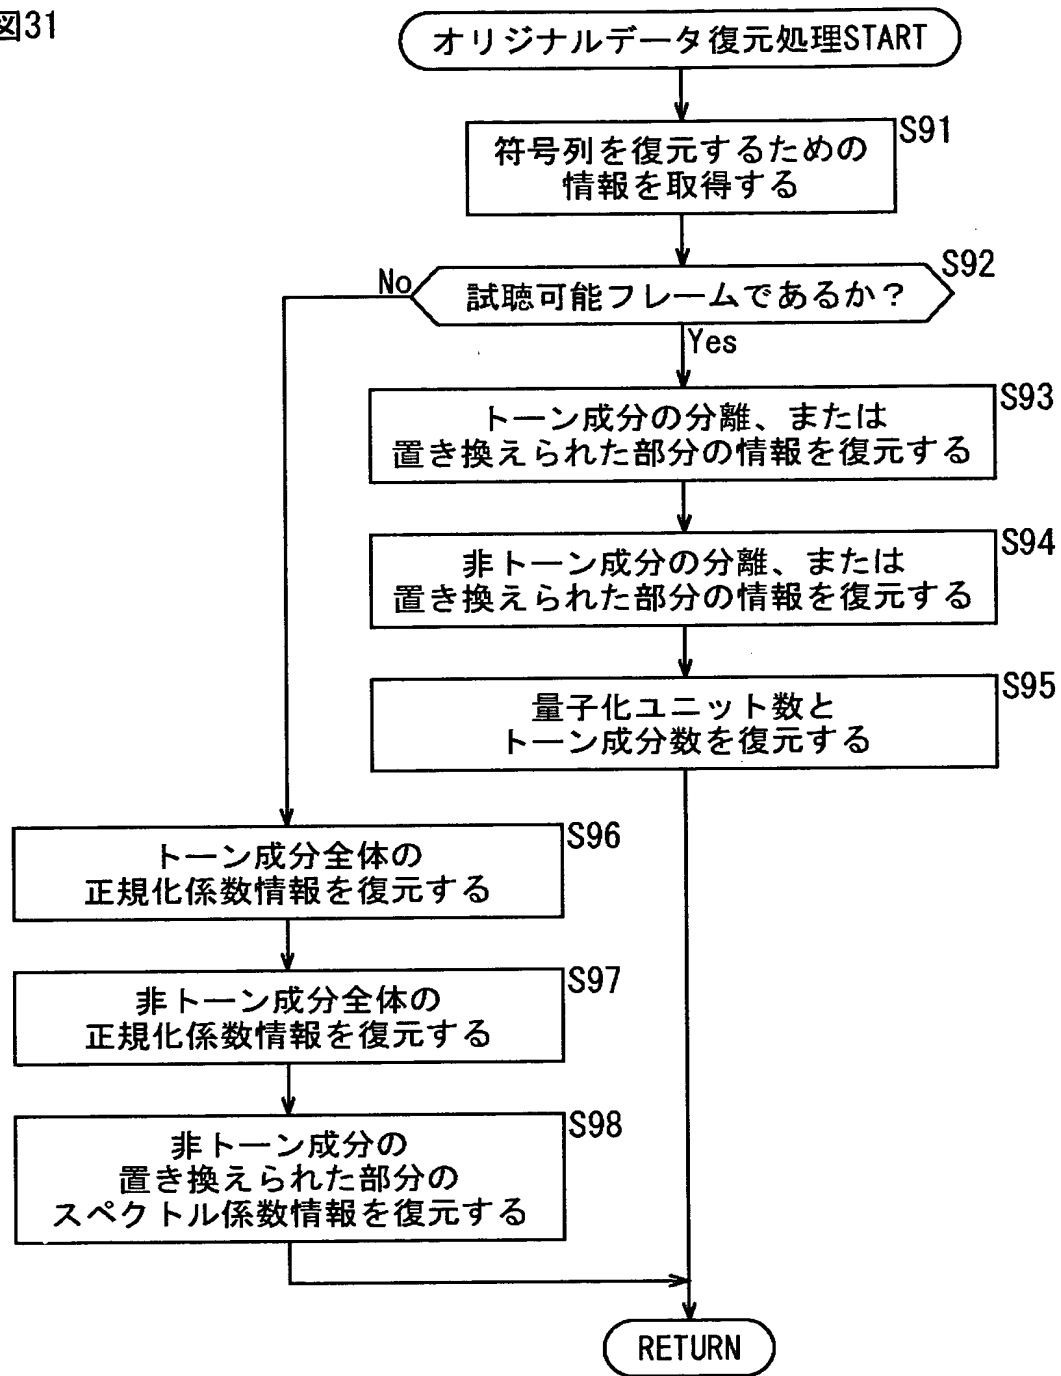 図31
オリジナルデータ復元処理START
S91
符号列を復元するための
情報を取得する
S92
No
試聴可能フレームであるか？
Yes
S93
トーン成分の分離、または
置き換えられた部分の情報を復元する
S94
非トーン成分の分離、または
置き換えられた部分の情報を復元する
S95
量子化ユニット数と
トーン成分数を復元する
S96
トーン成分全体の
正規化係数情報を復元する
S97
非トーン成分全体の
正規化係数情報を復元する
S98
非トーン成分の
置き換えられた部分の
スペクトル係数情報を復元する
RETURN